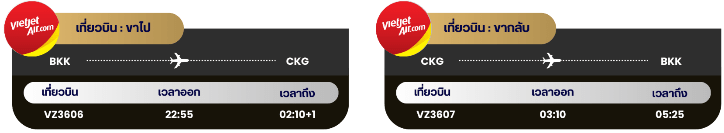 vietjet Air.com
เที่ยวบิน : ขาไป
BKK CKG
เที่ยวบิน เวลาออก เวลาถึง
VZ3606 22:55 02:10+1
vietjet Air.com
เที่ยวบิน : ขากลับ
CKG BKK
เที่ยวบิน เวลาออก เวลาถึง
VZ3607 03:10 05:25